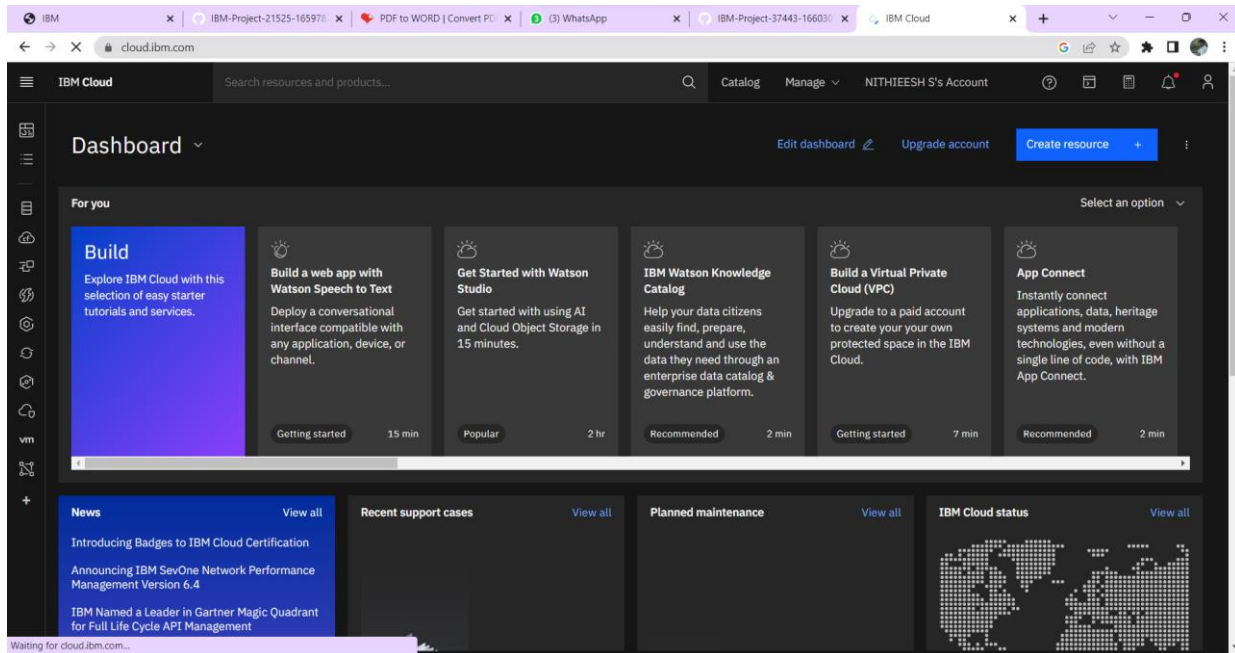 IBM
IBM-Project-21525-165978
PDF to WORD | Convert PD
(3) WhatsApp
IBM-Project-37443-166030
IBM Cloud
cloud.ibm.com
IBM Cloud
Search resources and products...
Catalog
Manage
NITHIEESH S's Account
Dashboard
Edit dashboard
Upgrade account
Create resource +
For you
Select an option
Build
Explore IBM Cloud with this
selection of easy starter
tutorials and services.
Build a web app with
Watson Speech to Text
Deploy a conversational
interface compatible with
any application, device, or
channel.
Getting started 15 min
Get Started with Watson
Studio
Get started with using AI
and Cloud Object Storage in
15 minutes.
Popular 2 hr
IBM Watson Knowledge
Catalog
Help your data citizens
easily find, prepare,
understand and use the
data they need through an
enterprise data catalog &
governance platform.
Recommended 2 min
Build a Virtual Private
Cloud (VPC)
Upgrade to a paid account
to create your your own
protected space in the IBM
Cloud.
Getting started 7 min
App Connect
Instantly connect
applications, data, heritage
systems and modern
technologies, even without a
single line of code, with IBM
App Connect.
Recommended 2 min
vm
News View all
Introducing Badges to IBM Cloud Certification
Announcing IBM SevOne Network Performance
Management Version 6.4
IBM Named a Leader in Gartner Magic Quadrant
for Full Life Cycle API Management
Recent support cases View all
Planned maintenance View all
IBM Cloud status View all
Waiting for cloud.ibm.com...